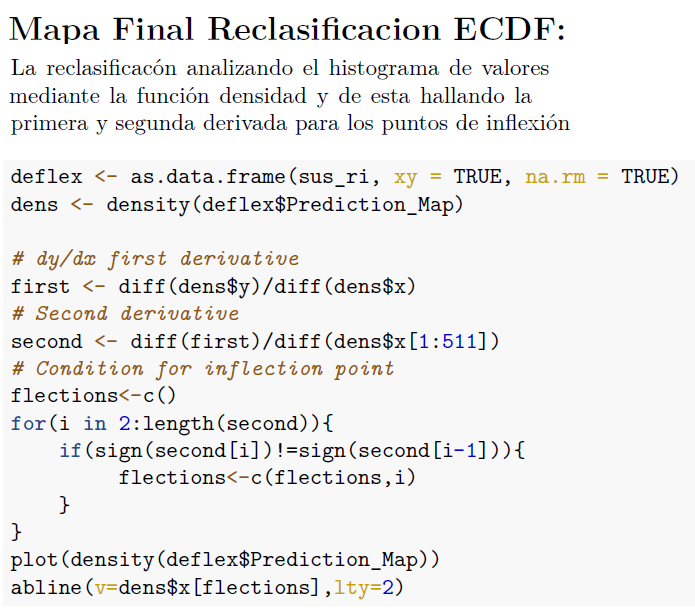 Mapa Final Reclasificacion ECDF:
La reclasificacón analizando el histograma de valores
mediante la función densidad y de esta hallando la
primera y segunda derivada para los puntos de inflexión
deflex <- as.data.frame(sus_ri, xy = TRUE, na.rm = TRUE)
dens <- density(deflex$Prediction_Map)
# dy/dx first derivative
first <- diff(dens$y)/diff(dens$x)
# Second derivative
second <- diff(first)/diff(dens$x[1:511])
# Condition for inflection point
flections<-c()
for(i in 2:length(second)){
    if(sign(second[i])!=sign(second[i-1])){
        flections<-c(flections,i)
    }
}
plot(density(deflex$Prediction_Map))
abline(v=dens$x[flections],lty=2)